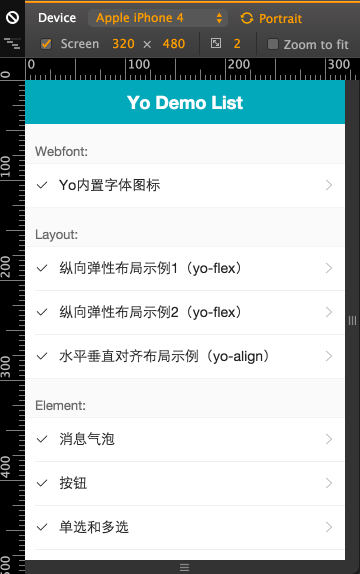 Device Apple iPhone 4 Portrait
Screen 320 × 480 2 Zoom to fit
0 100 200 300
0
100
200
300
400
500
Yo Demo List
Webfont:
Yo内置字体图标
Layout:
纵向弹性布局示例1（yo-flex）
纵向弹性布局示例2（yo-flex）
水平垂直对齐布局示例（yo-align）
Element:
消息气泡
按钮
单选和多选